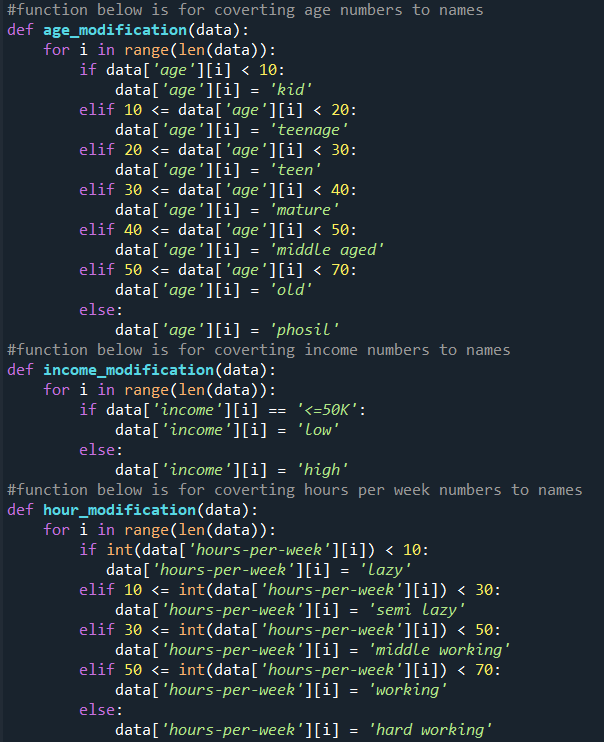 #function below is for coverting age numbers to names
def age_modification(data):
    for i in range(len(data)):
        if data['age'][i] < 10:
            data['age'][i] = 'kid'
        elif 10 <= data['age'][i] < 20:
            data['age'][i] = 'teenage'
        elif 20 <= data['age'][i] < 30:
            data['age'][i] = 'teen'
        elif 30 <= data['age'][i] < 40:
            data['age'][i] = 'mature'
        elif 40 <= data['age'][i] < 50:
            data['age'][i] = 'middle aged'
        elif 50 <= data['age'][i] < 70:
            data['age'][i] = 'old'
        else:
            data['age'][i] = 'phosil'
#function below is for coverting income numbers to names
def income_modification(data):
    for i in range(len(data)):
        if data['income'][i] == '<=50K':
            data['income'][i] = 'low'
        else:
            data['income'][i] = 'high'
#function below is for coverting hours per week numbers to names
def hour_modification(data):
    for i in range(len(data)):
        if int(data['hours-per-week'][i]) < 10:
           data['hours-per-week'][i] = 'lazy'
        elif 10 <= int(data['hours-per-week'][i]) < 30:
            data['hours-per-week'][i] = 'semi lazy'
        elif 30 <= int(data['hours-per-week'][i]) < 50:
            data['hours-per-week'][i] = 'middle working'
        elif 50 <= int(data['hours-per-week'][i]) < 70:
            data['hours-per-week'][i] = 'working'
        else:
            data['hours-per-week'][i] = 'hard working'